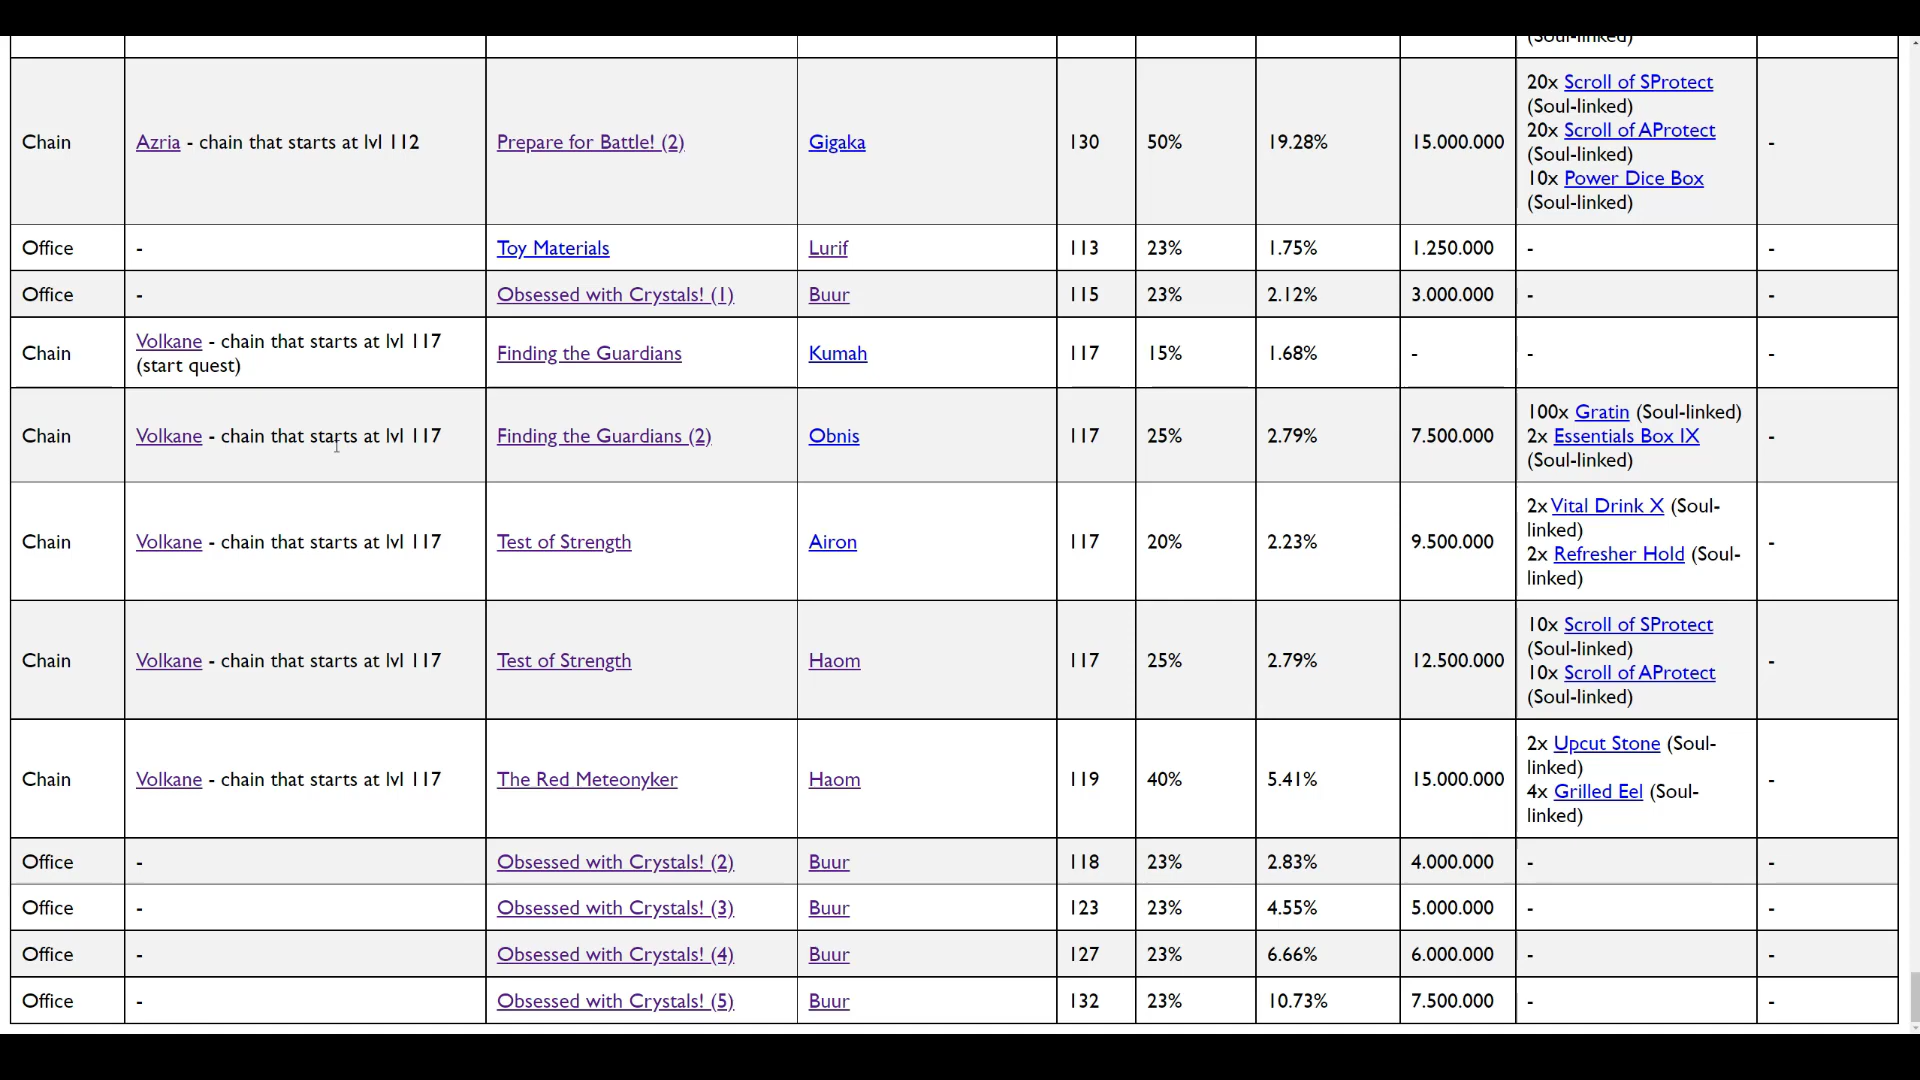 (Soul-linked)
Chain Azria - chain that starts at lvl 112 Prepare for Battle! (2) Gigaka 130 50% 19.28% 15.000.000 20x Scroll of SProtect
(Soul-linked)
20x Scroll of AProtect
(Soul-linked)
10x Power Dice Box
(Soul-linked) -
Office - Toy Materials Lurif 113 23% 1.75% 1.250.000 - -
Office - Obsessed with Crystals! (1) Buur 115 23% 2.12% 3.000.000 - -
Chain Volkane - chain that starts at lvl 117
(start quest) Finding the Guardians Kumah 117 15% 1.68% - - -
Chain Volkane - chain that starts at lvl 117 Finding the Guardians (2) Obnis 117 25% 2.79% 7.500.000 100x Gratin (Soul-linked)
2x Essentials Box IX
(Soul-linked) -
Chain Volkane - chain that starts at lvl 117 Test of Strength Airon 117 20% 2.23% 9.500.000 2x Vital Drink X (Soul-
linked)
2x Refresher Hold (Soul-
linked) -
Chain Volkane - chain that starts at lvl 117 Test of Strength Haom 117 25% 2.79% 12.500.000 10x Scroll of SProtect
(Soul-linked)
10x Scroll of AProtect
(Soul-linked) -
Chain Volkane - chain that starts at lvl 117 The Red Meteonyker Haom 119 40% 5.41% 15.000.000 2x Upcut Stone (Soul-
linked)
4x Grilled Eel (Soul-
linked) -
Office - Obsessed with Crystals! (2) Buur 118 23% 2.83% 4.000.000 - -
Office - Obsessed with Crystals! (3) Buur 123 23% 4.55% 5.000.000 - -
Office - Obsessed with Crystals! (4) Buur 127 23% 6.66% 6.000.000 - -
Office - Obsessed with Crystals! (5) Buur 132 23% 10.73% 7.500.000 - -